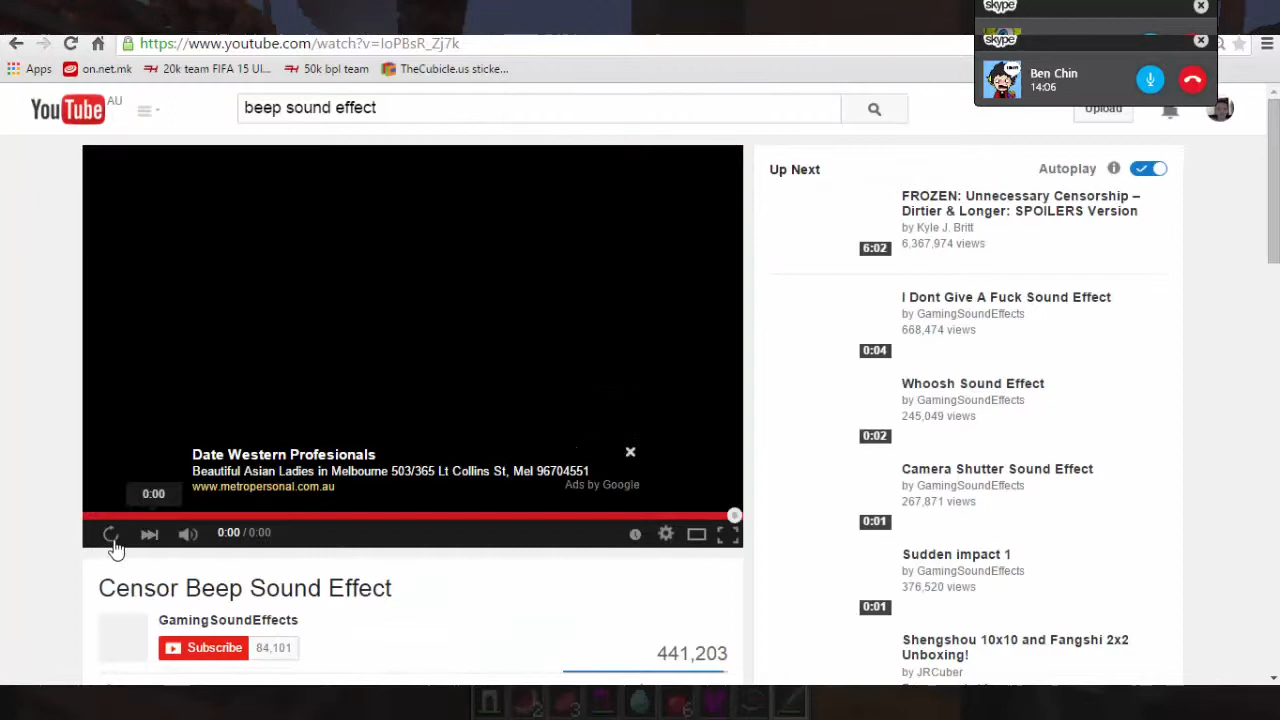 skype
skype
Ben Chin
14:06
https://www.youtube.com/watch?v=IoPBsR_Zj7k
Apps on.net.mk 20k team FIFA 15 Ul... 50k bpl team TheCubicle.us sticke...
YouTube AU
beep sound effect
Upload
Up Next
Autoplay
FROZEN: Unnecessary Censorship –
Dirtier & Longer: SPOILERS Version
by Kyle J. Britt
6,367,974 views
6:02
I Dont Give A Fuck Sound Effect
by GamingSoundEffects
668,474 views
0:04
Whoosh Sound Effect
by GamingSoundEffects
245,049 views
0:02
Camera Shutter Sound Effect
by GamingSoundEffects
267,871 views
0:01
Sudden impact 1
by GamingSoundEffects
376,520 views
0:01
Shengshou 10x10 and Fangshi 2x2
Unboxing!
by JRCuber
Date Western Profesionals
Beautiful Asian Ladies in Melbourne 503/365 Lt Collins St, Mel 96704551
www.metropersonal.com.au
Ads by Google
0:00
0:00 / 0:00
Censor Beep Sound Effect
GamingSoundEffects
Subscribe 84,101
441,203
2 3 6